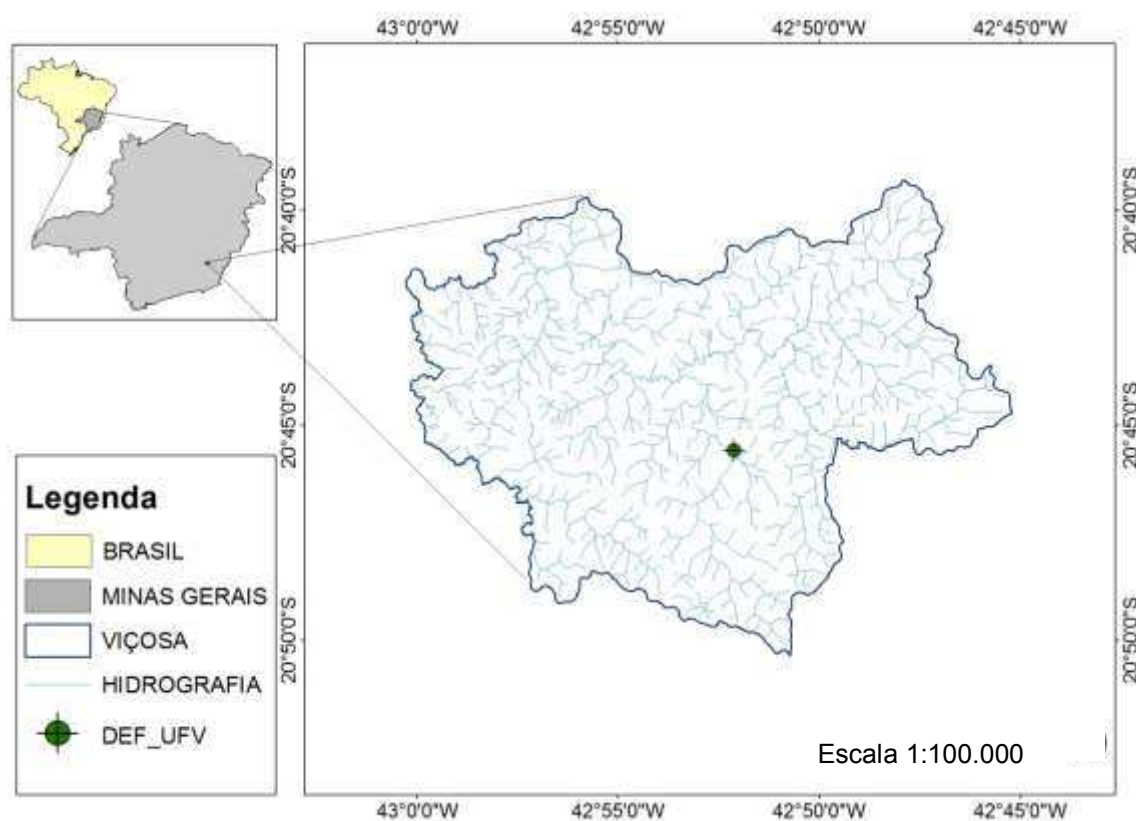 43°0'0"W 42°55'0"W 42°50'0"W 42°45'0"W
20°40'0"S
20°45'0"S
20°50'0"S
20°40'0"S
20°45'0"S
20°50'0"S
Legenda
BRASIL
MINAS GERAIS
VIÇOSA
HIDROGRAFIA
DEF_UFV
Escala 1:100.000
43°0'0"W 42°55'0"W 42°50'0"W 42°45'0"W